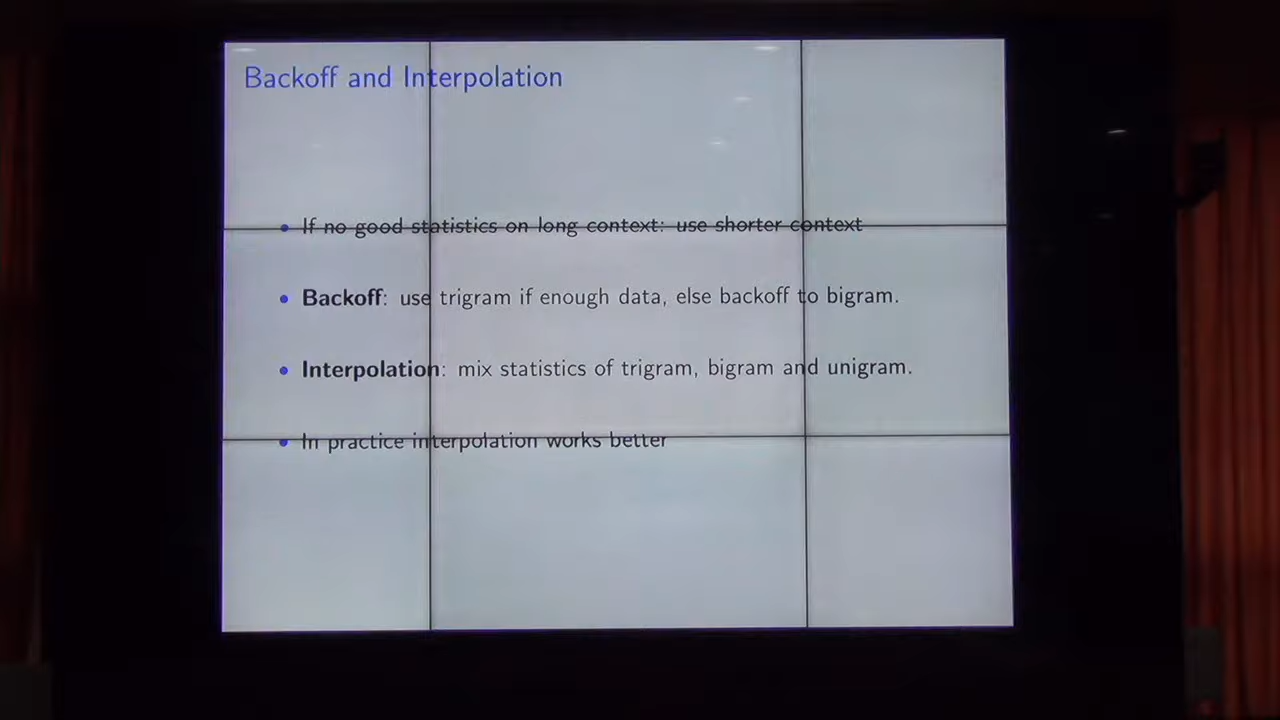 Backoff and Interpolation
• If no good statistics on long context: use shorter context
• Backoff: use trigram if enough data, else backoff to bigram.
• Interpolation: mix statistics of trigram, bigram and unigram.
• In practice interpolation works better